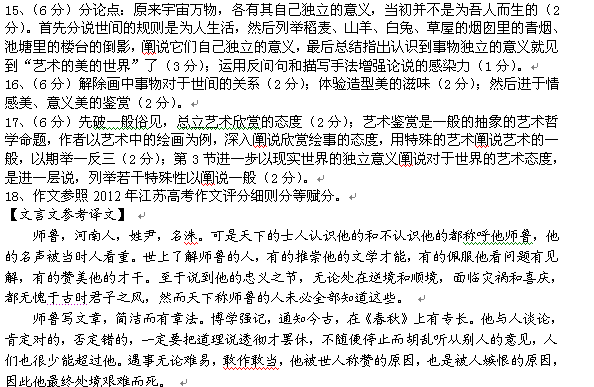 15、（6分）分论点：原来宇宙万物，各有其自己独立的意义，当初并不是为吾人而生的（2
分）。首先分说世间的规则是为人生活，然后列举稻麦、山羊、白兔、草屋的烟囱里的青烟、
池塘里的楼台的倒影，阐说它们自己独立的意义，最后总结指出认识到事物独立的意义就见
到“艺术的美的世界”了（3分）；运用反问句和描写手法增强论说的感染力（1分）。
16、（6分）解除画中事物对于世间的关系（2分）；体验造型美的滋味（2分）；然后进于情
感美、意义美的鉴赏（2分）。
17、（6分）先破一般俗见，总立艺术欣赏的态度（2分）；艺术鉴赏是一般的抽象的艺术哲
学命题，作者以艺术中的绘画为例，深入阐说欣赏绘事的态度，用特殊的艺术阐说艺术的一
般，以期举一反三（2分）；第3节进一步以现实世界的独立意义阐说对于世界的艺术态度，
是进一层说，列举若干特殊性以阐说一般（2分）。
18、作文参照2012年江苏高考作文评分细则分等赋分。
【文言文参考译文】
师鲁，河南人，姓尹，名洙。可是天下的士人认识他的和不认识他的都称呼他师鲁，他
的名声被当时人看重。世上了解师鲁的人，有的推崇他的文学才能，有的佩服他看问题有见
解，有的赞美他的才干。至于说到他的忠义之节，无论处在逆境和顺境，面临灾祸和喜庆，
都无愧于古时君子之风，然而天下称师鲁的人未必全部知道这些。
师鲁写文章，简洁而有章法。博学强记，通知今古，在《春秋》上有专长。他与人谈论，
肯定对的，否定错的，一定要把道理说透彻才罢休，不随便停止而胡乱听从别人的意见，人
们也很少能超过他。遇事无论难易，敢作敢当，他被世人称赞的原因，也是被人嫉恨的原因，
因此他最终处境艰难而死。